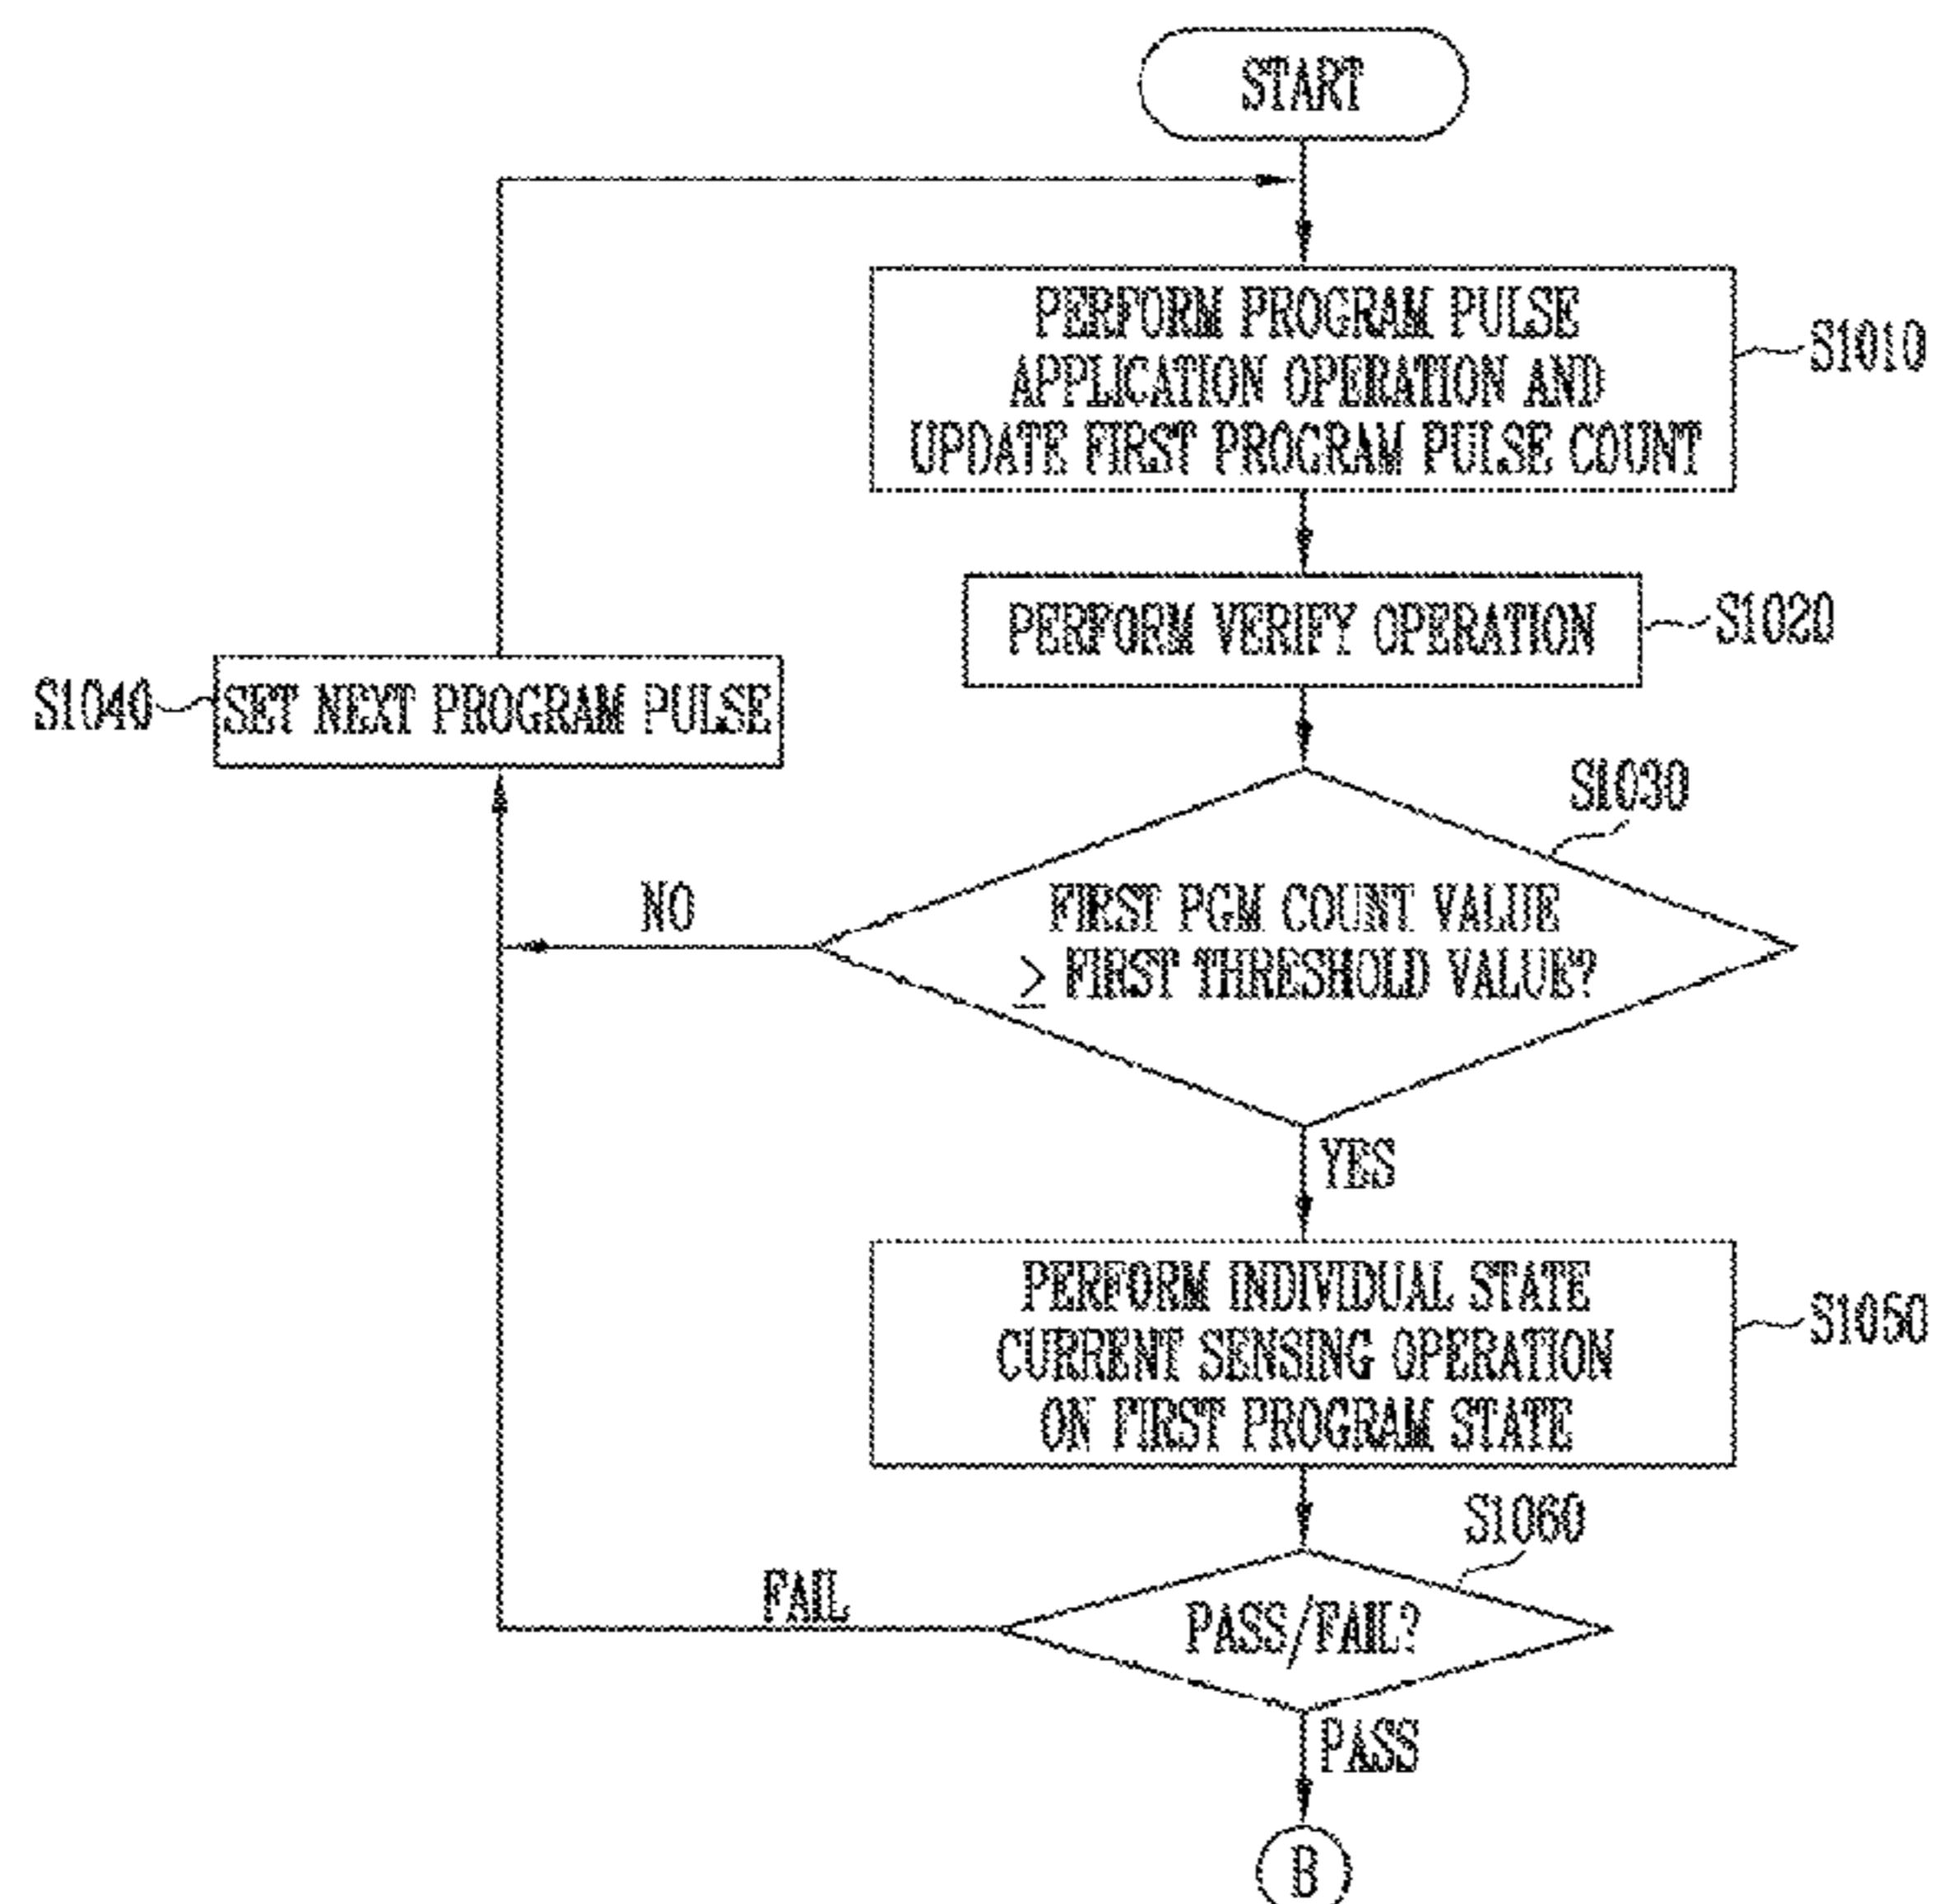 START
PERFORM PROGRAM PULSE
APPLICATION OPERATION AND
UPDATE FIRST PROGRAM PULSE COUNT
S1010
PERFORM VERIFY OPERATION
S1020
S1040
SET NEXT PROGRAM PULSE
S1030
NO
FIRST PGM COUNT VALUE
≥ FIRST THRESHOLD VALUE?
YES
PERFORM INDIVIDUAL STATE
CURRENT SENSING OPERATION
ON FIRST PROGRAM STATE
S1050
S1060
FAIL
PASS/FAIL?
PASS
B